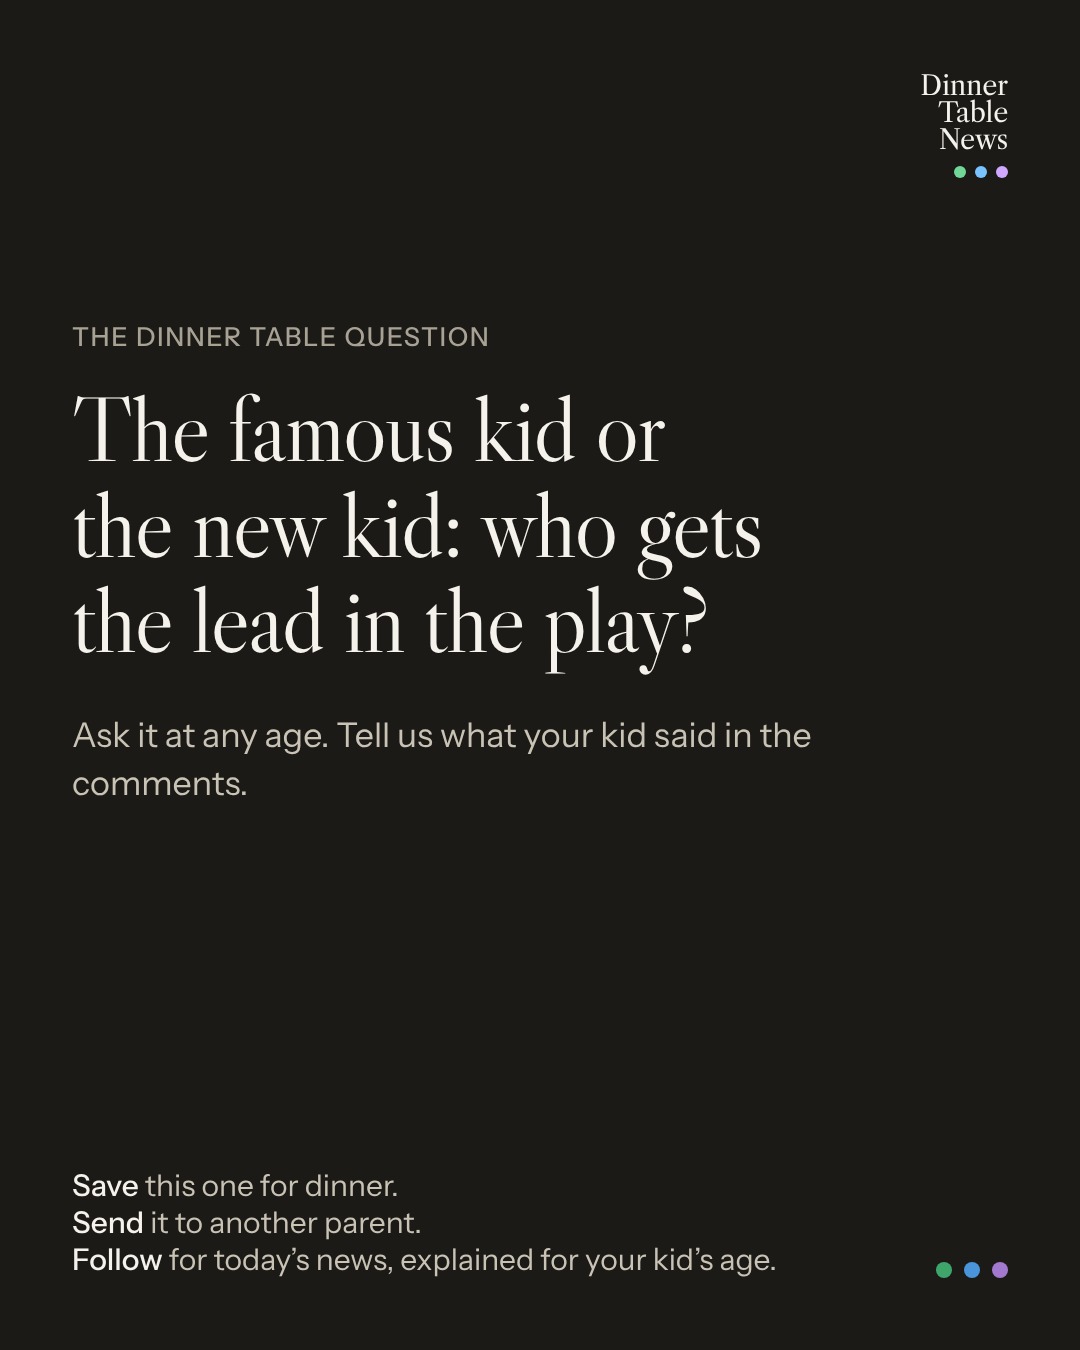 Dinner
Table
News
THE DINNER TABLE QUESTION
The famous kid or
the new kid: who gets
the lead in the play?
Ask it at any age. Tell us what your kid said in the
comments.
Save this one for dinner.
Send it to another parent.
Follow for today’s news, explained for your kid’s age.